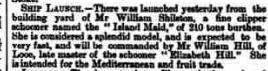 SHIP LAUNCH.—There was launched yesterday from the
building yard of Mr William Shilston, a fine clipper
schooner named the "Island Maid," of 210 tons burthen.
She is considered a splendid model, and is expected to be
very fast, and will be commanded by Mr William Hill, of
Looe, late master of the schooner "Elizabeth Hill." She
is intended for the Mediterranean and fruit trade.